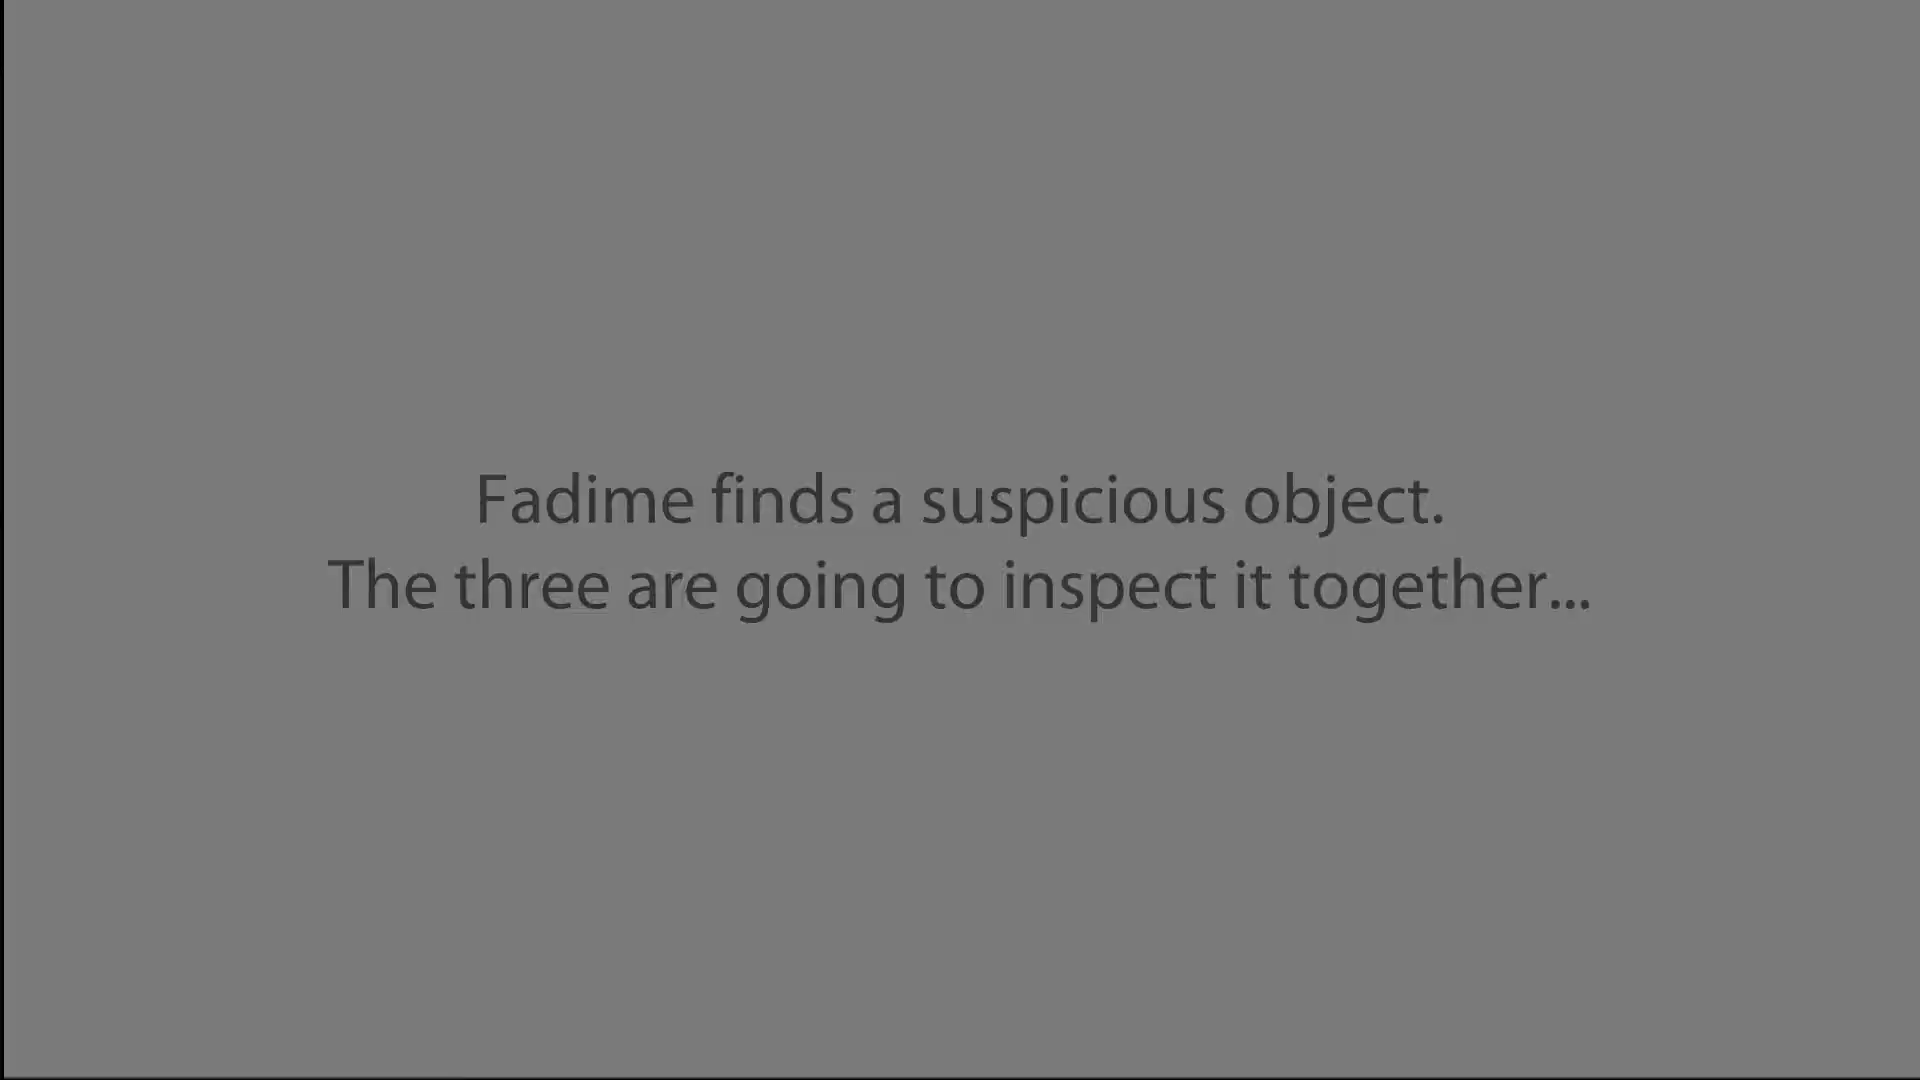 Fadime finds a suspicious object.
The three are going to inspect it together...